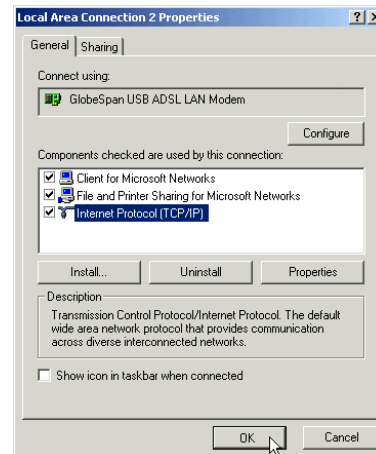 Local Area Connection 2 Properties
General
Sharing
Connect using:
GlobeSpan USB ADSL LAN Modem
Configure
Components checked are used by this connection:
Client for Microsoft Networks
File and Printer Sharing for Microsoft Networks
Internet Protocol (TCP/IP)
Install...
Uninstall
Properties
Description
Transmission Control Protocol/Internet Protocol. The default
wide area network protocol that provides communication
across diverse interconnected networks.
Show icon in taskbar when connected
OK
Cancel